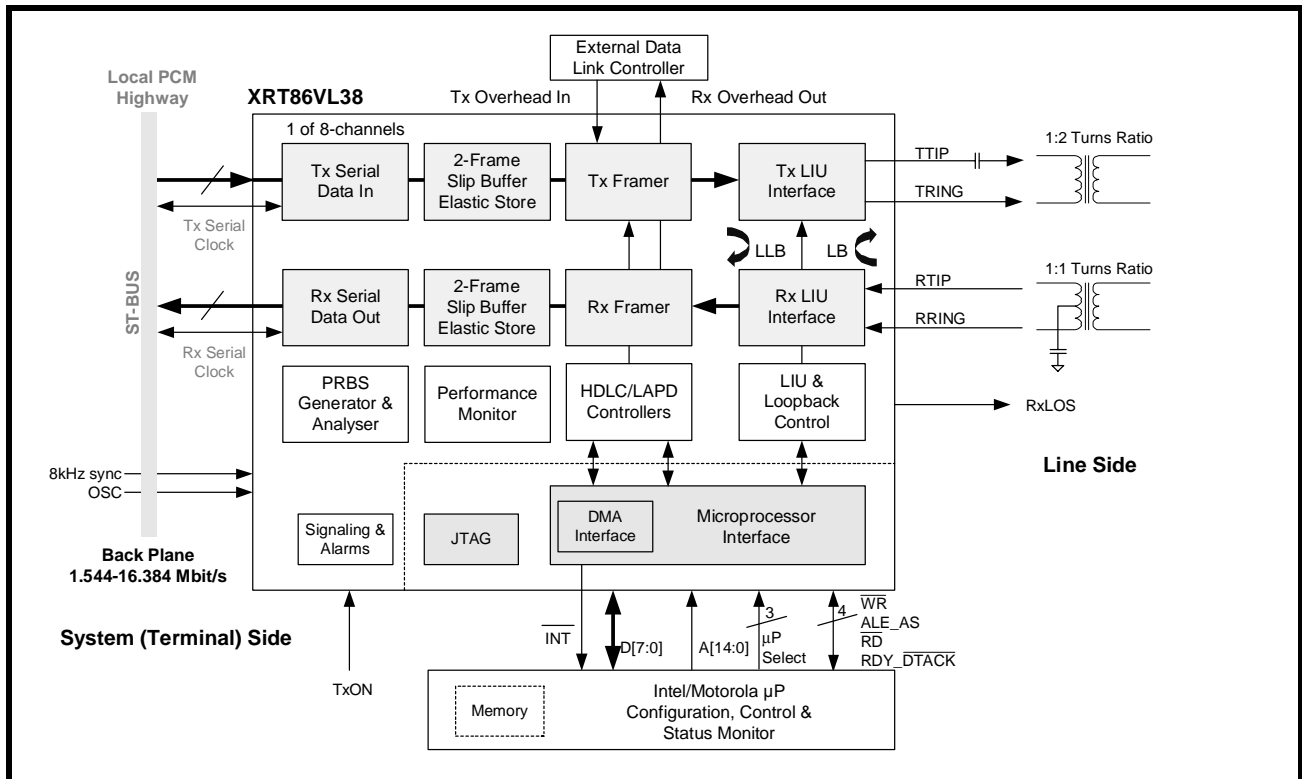 External Data
Link Controller
Local PCM
Highway
XRT86VL38
Tx Overhead In
Rx Overhead Out
1 of 8-channels
Tx Serial
Data In
2-Frame
Slip Buffer
Elastic Store
Tx Framer
Tx LIU
Interface
TTIP
TRING
1:2 Turns Ratio
Tx Serial
Clock
LLB
LB
ST-BUS
Rx Serial
Data Out
2-Frame
Slip Buffer
Elastic Store
Rx Framer
Rx LIU
Interface
RTIP
RRING
1:1 Turns Ratio
Rx Serial
Clock
PRBS
Generator &
Analyser
Performance
Monitor
HDLC/LAPD
Controllers
LIU &
Loopback
Control
RxLOS
Line Side
8kHz sync
OSC
Signaling &
Alarms
JTAG
DMA
Interface
Microprocessor
Interface
Back Plane
1.544-16.384 Mbit/s
System (Terminal) Side
TxON
INT
D[7:0]
A[14:0]
3
µP
Select
4
WR
ALE_AS
RD
RDY_DTACK
Memory
Intel/Motorola µP
Configuration, Control &
Status Monitor